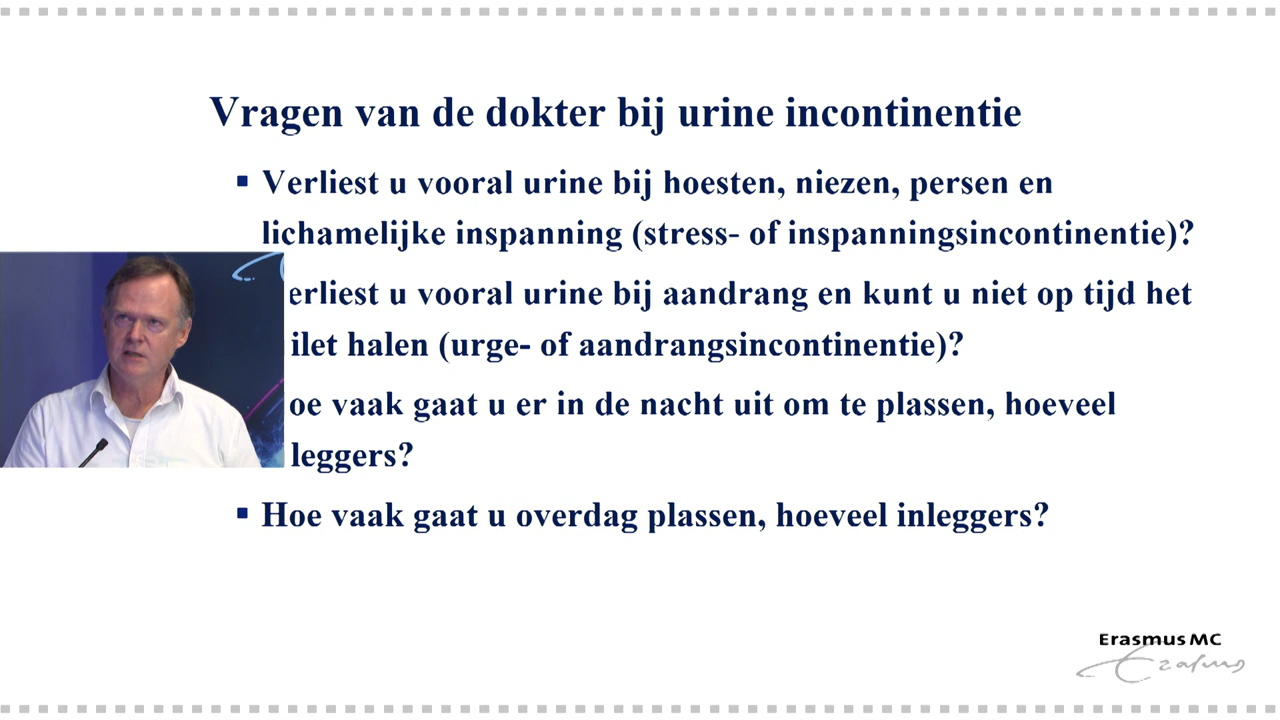 Vragen van de dokter bij urine incontinentie
Verliest u vooral urine bij hoesten, niezen, persen en
lichamelijke inspanning (stress- of inspanningsincontinentie)?
erliest u vooral urine bij aandrang en kunt u niet op tijd het
ilet halen (urge- of aandrangsincontinentie)?
oe vaak gaat u er in de nacht uit om te plassen, hoeveel
leggers?
Hoe vaak gaat u overdag plassen, hoeveel inleggers?
Erasmus MC
Erasmus